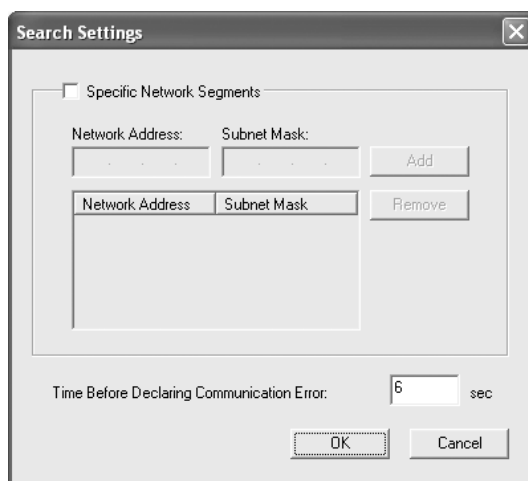 Search Settings
Specific Network Segments
Network Address: Subnet Mask:
Add
Network Address Subnet Mask
Remove
Time Before Declaring Communication Error: 6 sec
OK Cancel